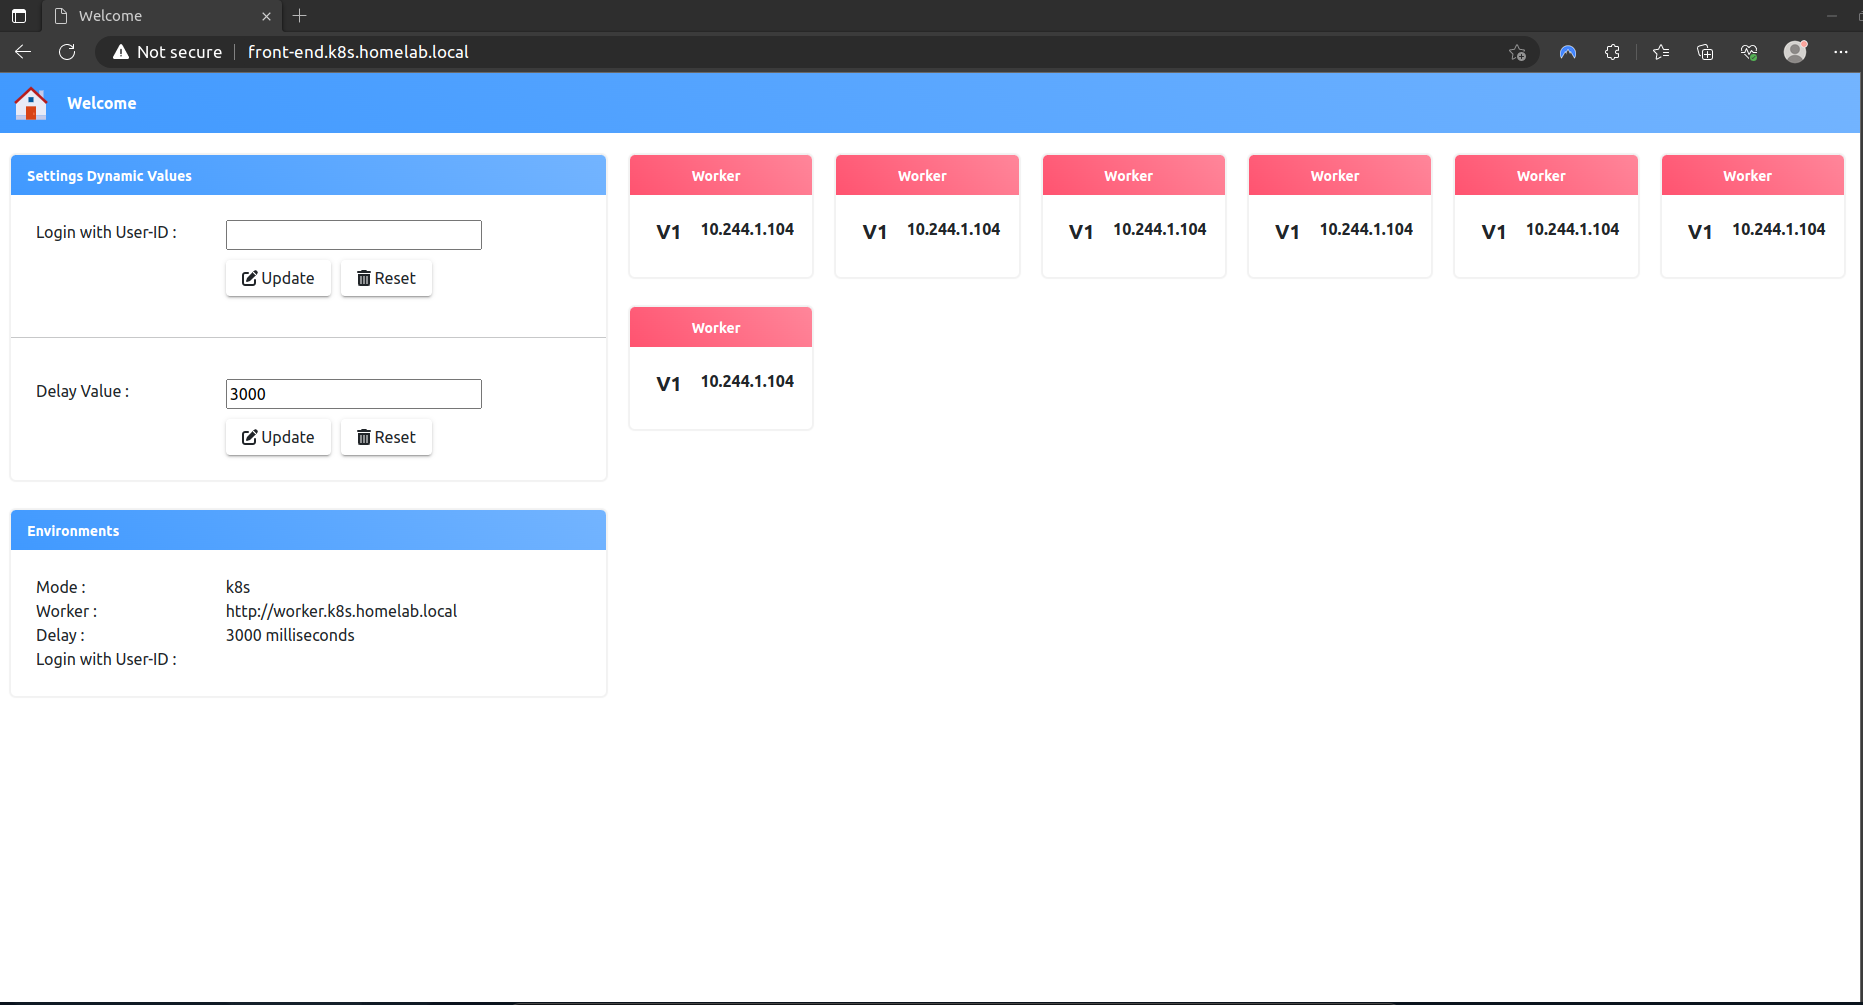 Welcome
Not secure
front-end.k8s.homelab.local
Welcome
Settings Dynamic Values
Login with User-ID :
Update Reset
Delay Value : 3000
Update Reset
Environments
Mode : k8s
Worker : http://worker.k8s.homelab.local
Delay : 3000 milliseconds
Login with User-ID :
Worker Worker Worker Worker Worker Worker
V1 10.244.1.104 V1 10.244.1.104 V1 10.244.1.104 V1 10.244.1.104 V1 10.244.1.104 V1 10.244.1.104
Worker
V1 10.244.1.104